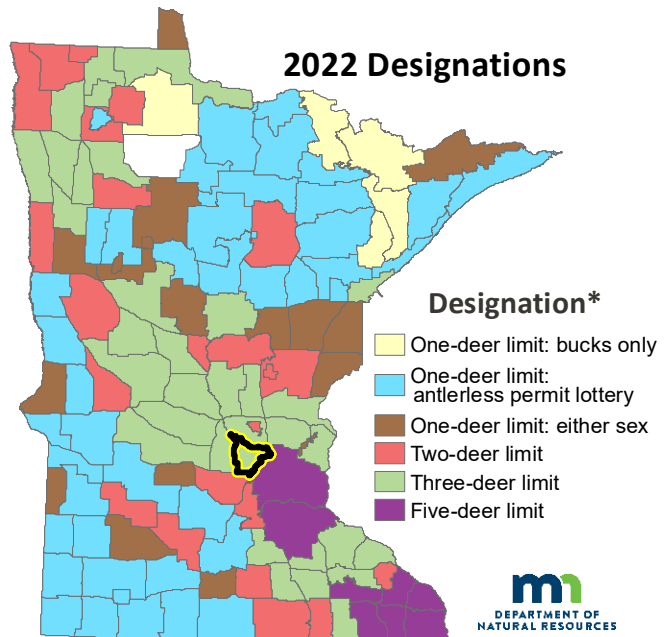 2022 Designations
Designation*
One-deer limit: bucks only
One-deer limit:
antlerless permit lottery
One-deer limit: either sex
Two-deer limit
Three-deer limit
Five-deer limit
DEPARTMENT OF
NATURAL RESOURCES